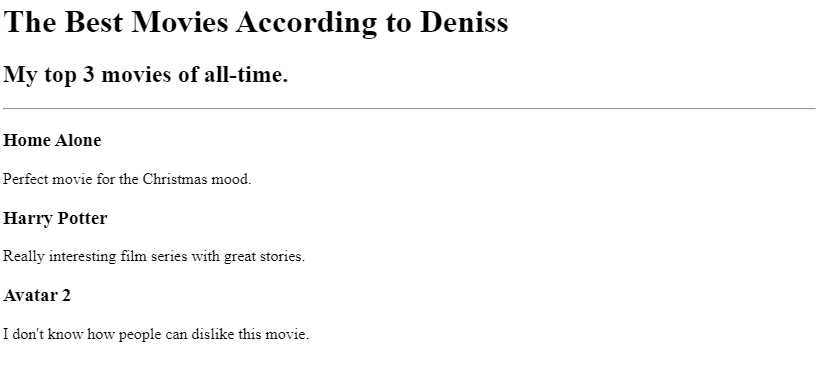 The Best Movies According to Deniss
My top 3 movies of all-time.
Home Alone
Perfect movie for the Christmas mood.
Harry Potter
Really interesting film series with great stories.
Avatar 2
I don't know how people can dislike this movie.